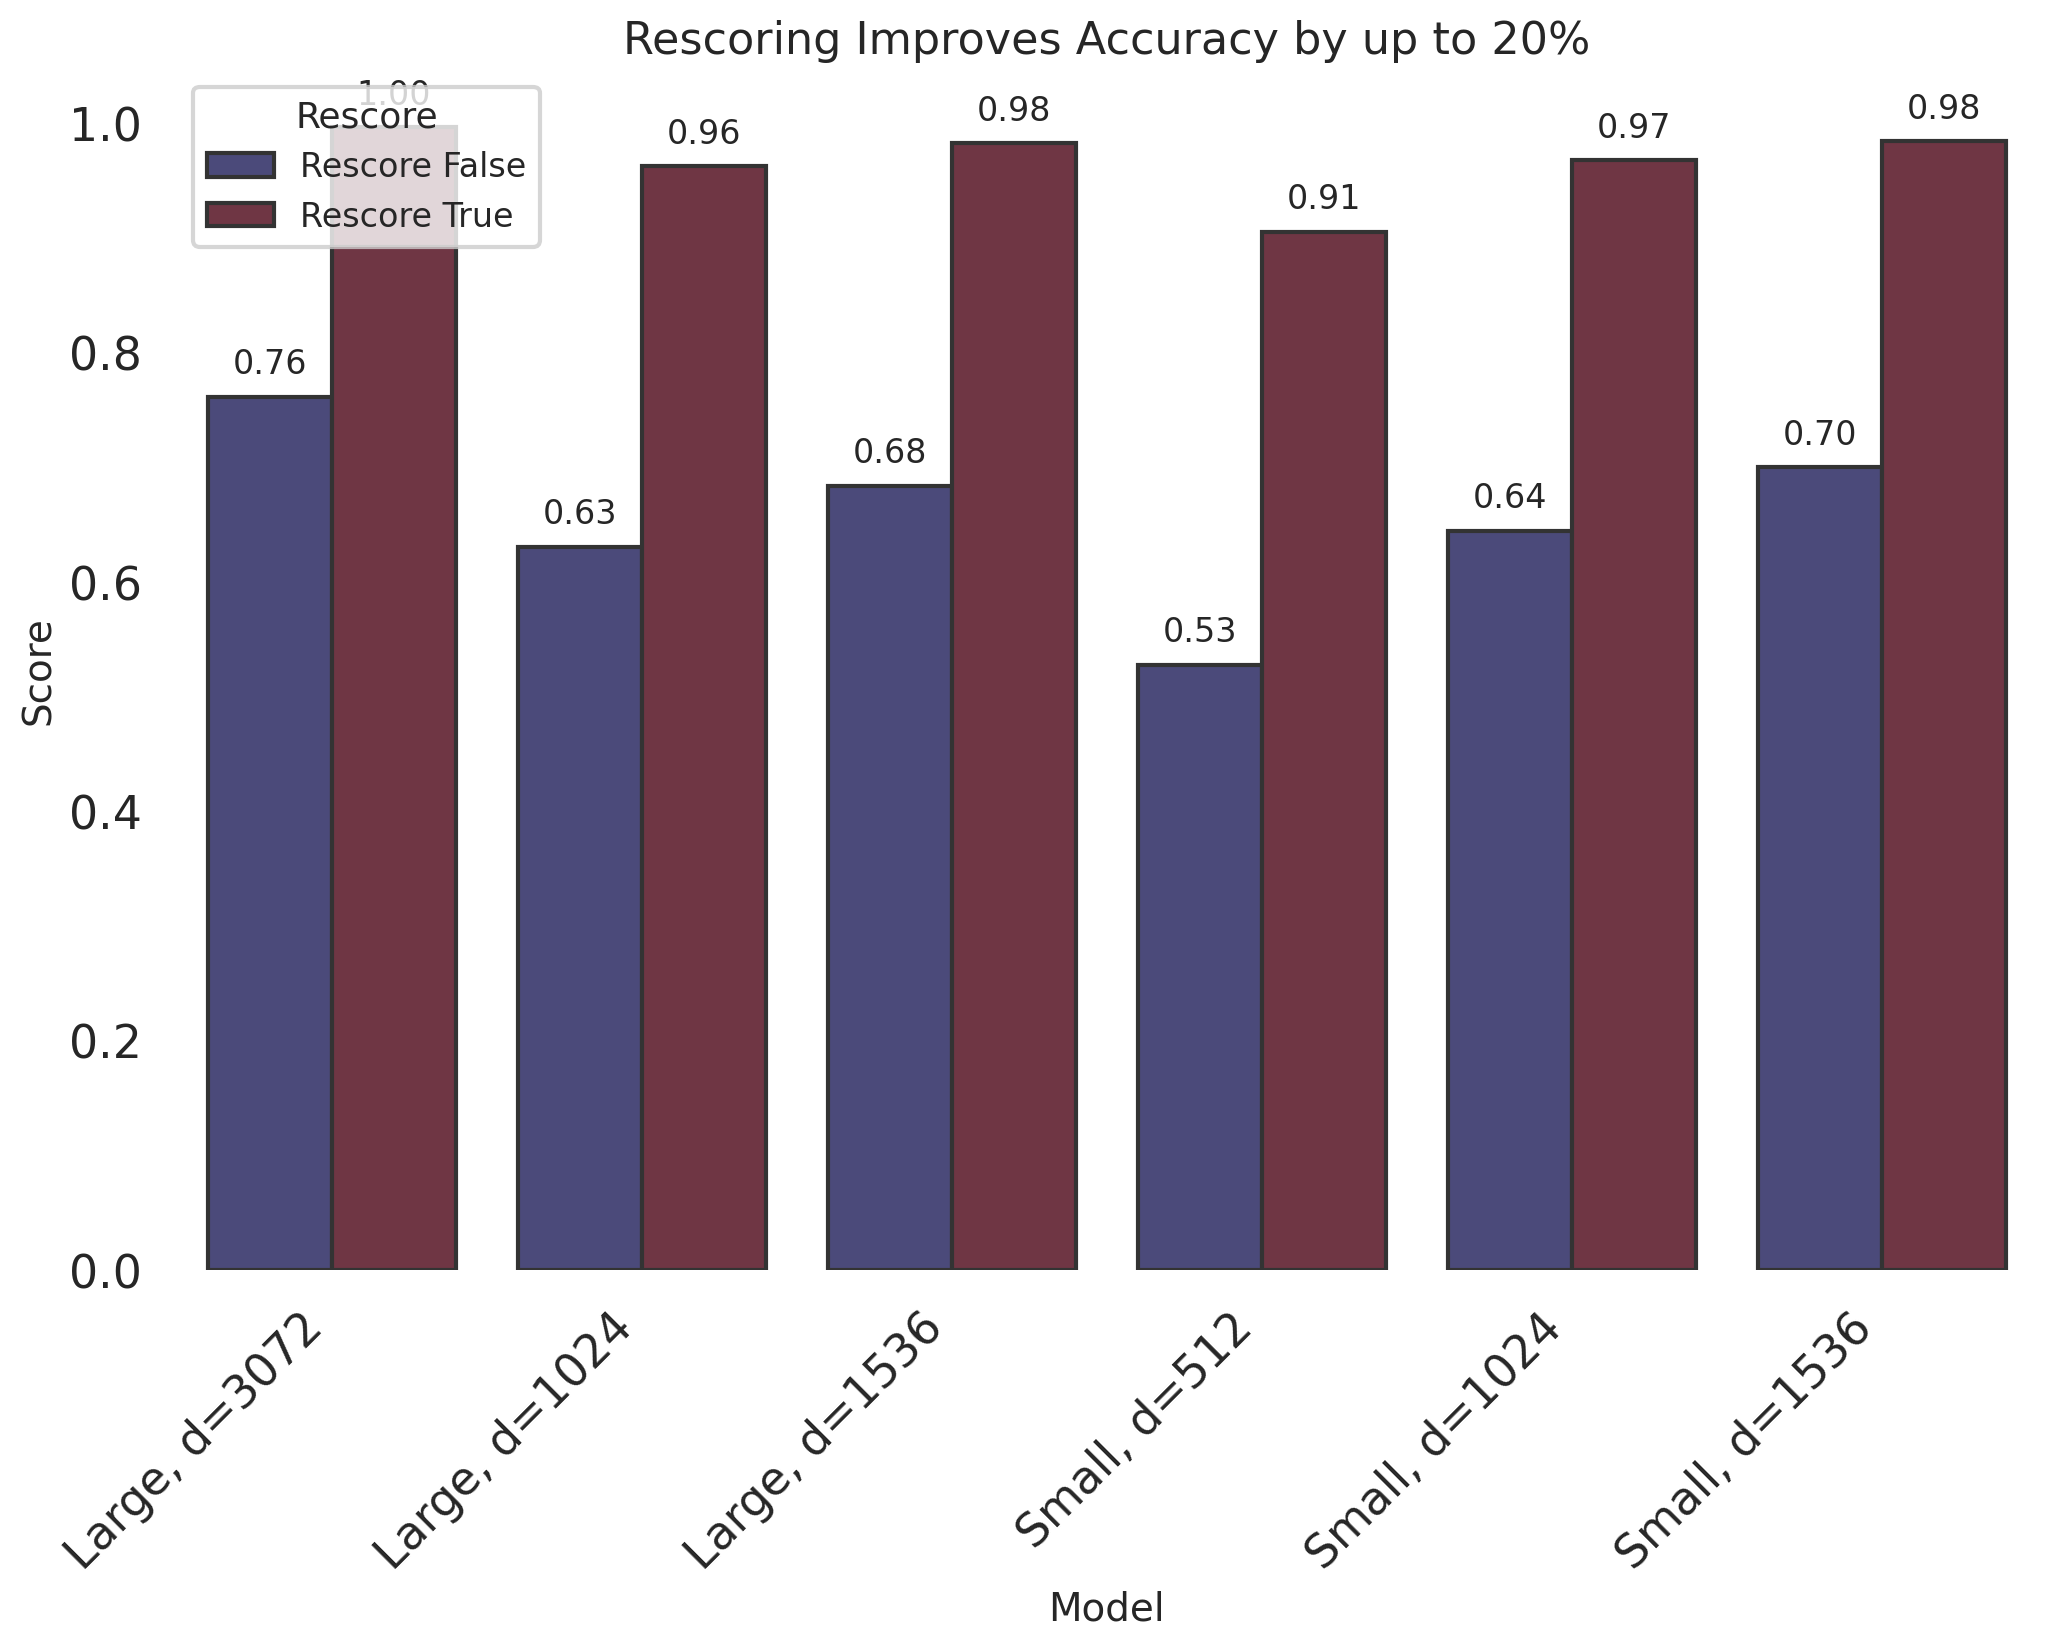 Rescoring Improves Accuracy by up to 20%
Rescore
Rescore False
Rescore True
Score
1.0
0.8
0.6
0.4
0.2
0.0
0.76
1.00
0.63
0.96
0.68
0.98
0.53
0.91
0.64
0.97
0.70
0.98
Large, d=3072
Large, d=1024
Large, d=1536
Small, d=512
Small, d=1024
Small, d=1536
Model